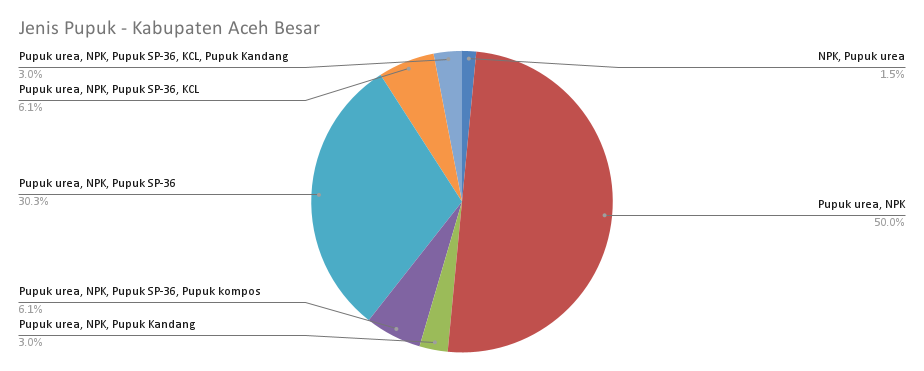 Jenis Pupuk - Kabupaten Aceh Besar
Pupuk urea, NPK, Pupuk SP-36, KCL, Pupuk Kandang
3.0%
Pupuk urea, NPK, Pupuk SP-36, KCL
6.1%
Pupuk urea, NPK, Pupuk SP-36
30.3%
Pupuk urea, NPK, Pupuk SP-36, Pupuk kompos
6.1%
Pupuk urea, NPK, Pupuk Kandang
3.0%
NPK, Pupuk urea
1.5%
Pupuk urea, NPK
50.0%